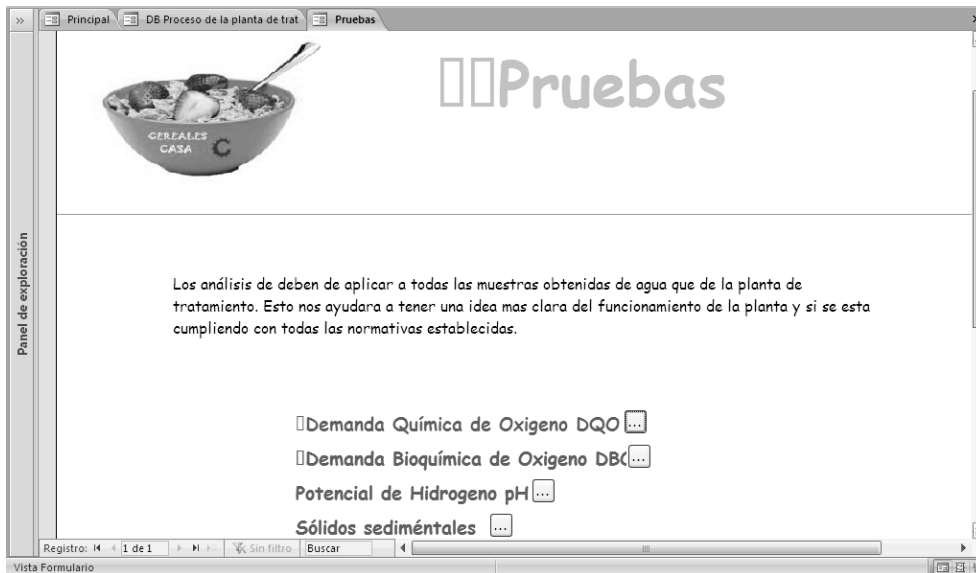 » Principal DB Proceso de la planta de trat Pruebas
Pruebas
CEREALES
CASA C
Panel de exploración
Los análisis de deben de aplicar a todas las muestras obtenidas de agua que de la planta de
tratamiento. Esto nos ayudara a tener una idea mas clara del funcionamiento de la planta y si se esta
cumpliendo con todas las normativas establecidas.
Demanda Química de Oxigeno DQO ...
Demanda Bioquímica de Oxigeno DBO ...
Potencial de Hidrogeno pH ...
Sólidos sediméntales ...
Registro: 1 de 1 Sin filtro Buscar
Vista Formulario